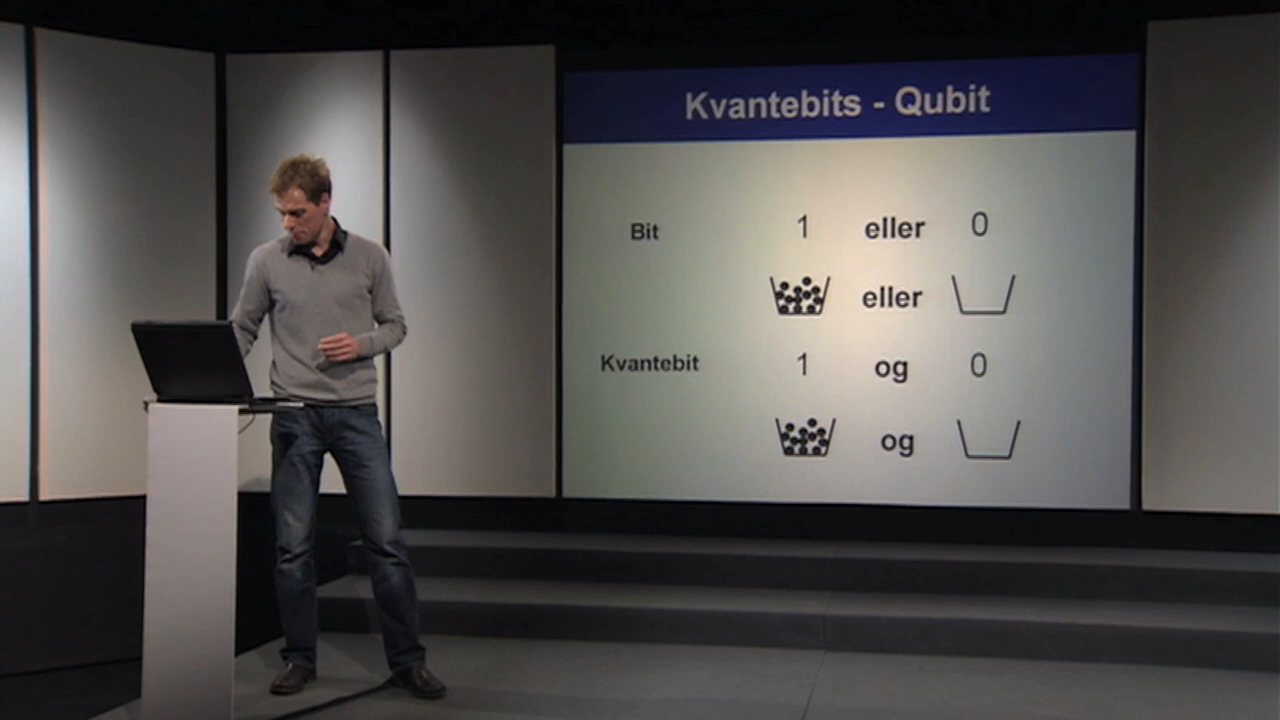 Kvantebits - Qubit
Bit 1 eller 0
eller
Kvantebit 1 og 0
og